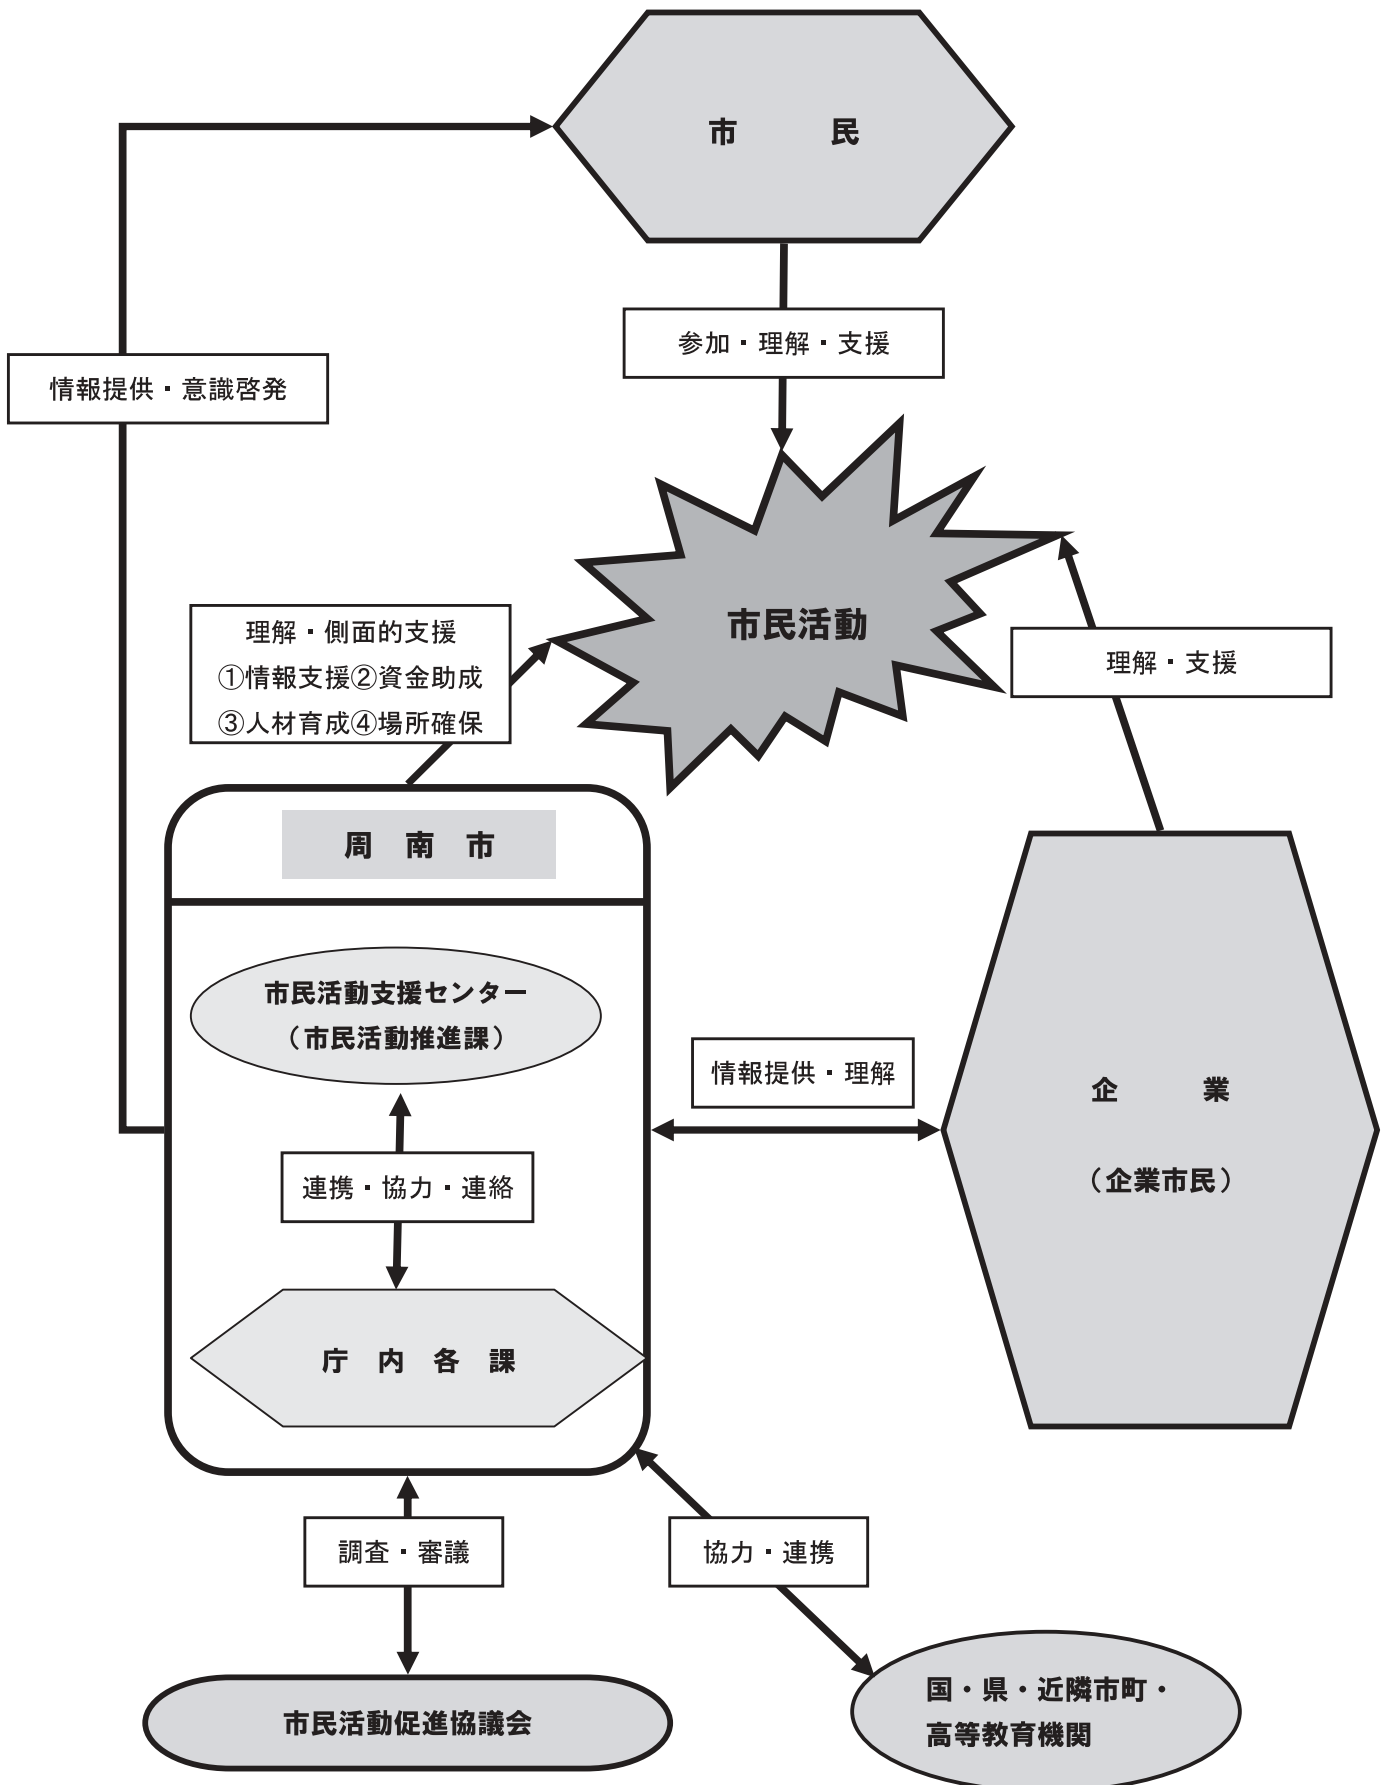 市　　民
参加・理解・支援
情報提供・意識啓発
市民活動
理解・側面的支援
①情報支援②資金助成
③人材育成④場所確保
理解・支援
周　南　市
市民活動支援センター
（市民活動推進課）
情報提供・理解
企　　業
（企業市民）
連携・協力・連絡
庁　内　各　課
調査・審議
協力・連携
国・県・近隣市町・
高等教育機関
市民活動促進協議会